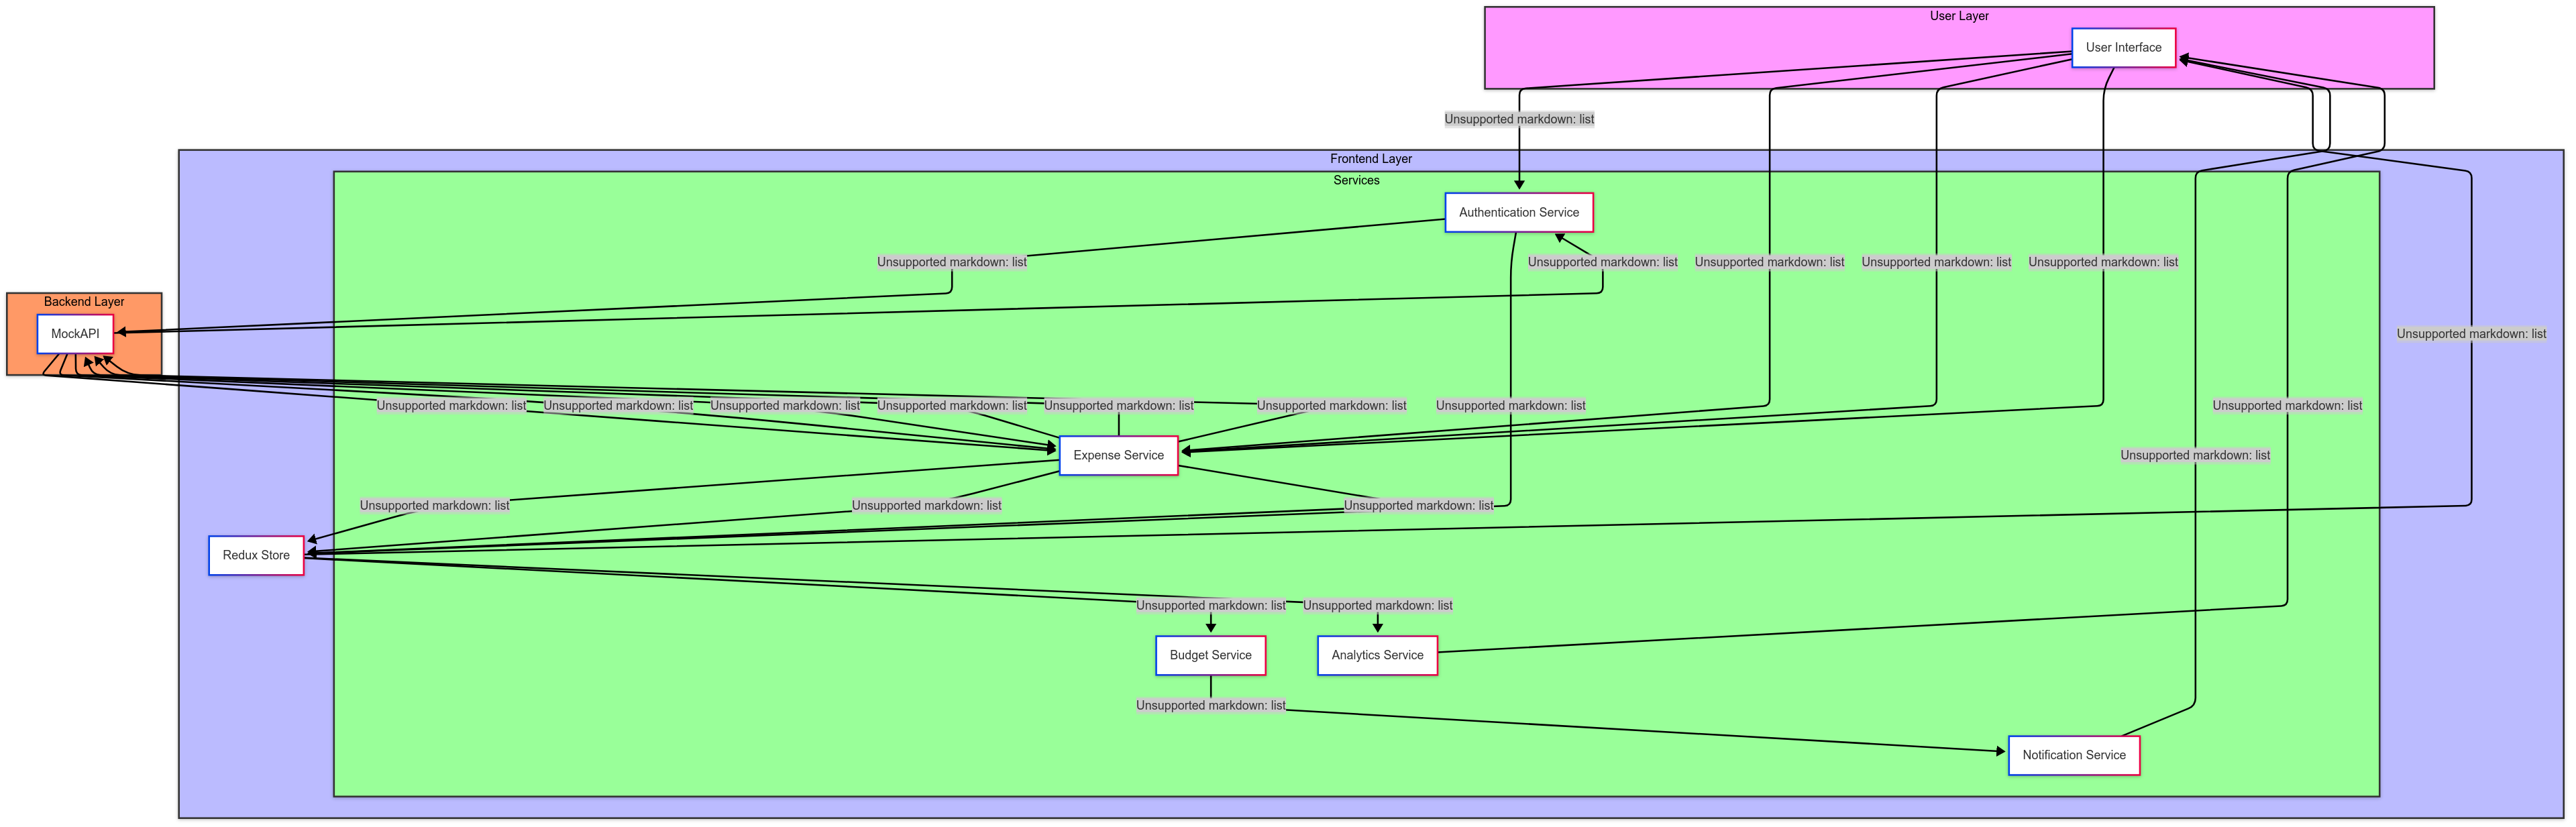 User Layer
User Interface
Unsupported markdown: list
Frontend Layer
Services
Authentication Service
Unsupported markdown: list
Unsupported markdown: list
Unsupported markdown: list
Unsupported markdown: list
Unsupported markdown: list
Backend Layer
MockAPI
Unsupported markdown: list
Unsupported markdown: list
Unsupported markdown: list
Unsupported markdown: list
Unsupported markdown: list
Unsupported markdown: list
Unsupported markdown: list
Unsupported markdown: list
Unsupported markdown: list
Expense Service
Unsupported markdown: list
Unsupported markdown: list
Unsupported markdown: list
Unsupported markdown: list
Redux Store
Unsupported markdown: list
Unsupported markdown: list
Budget Service
Analytics Service
Unsupported markdown: list
Notification Service